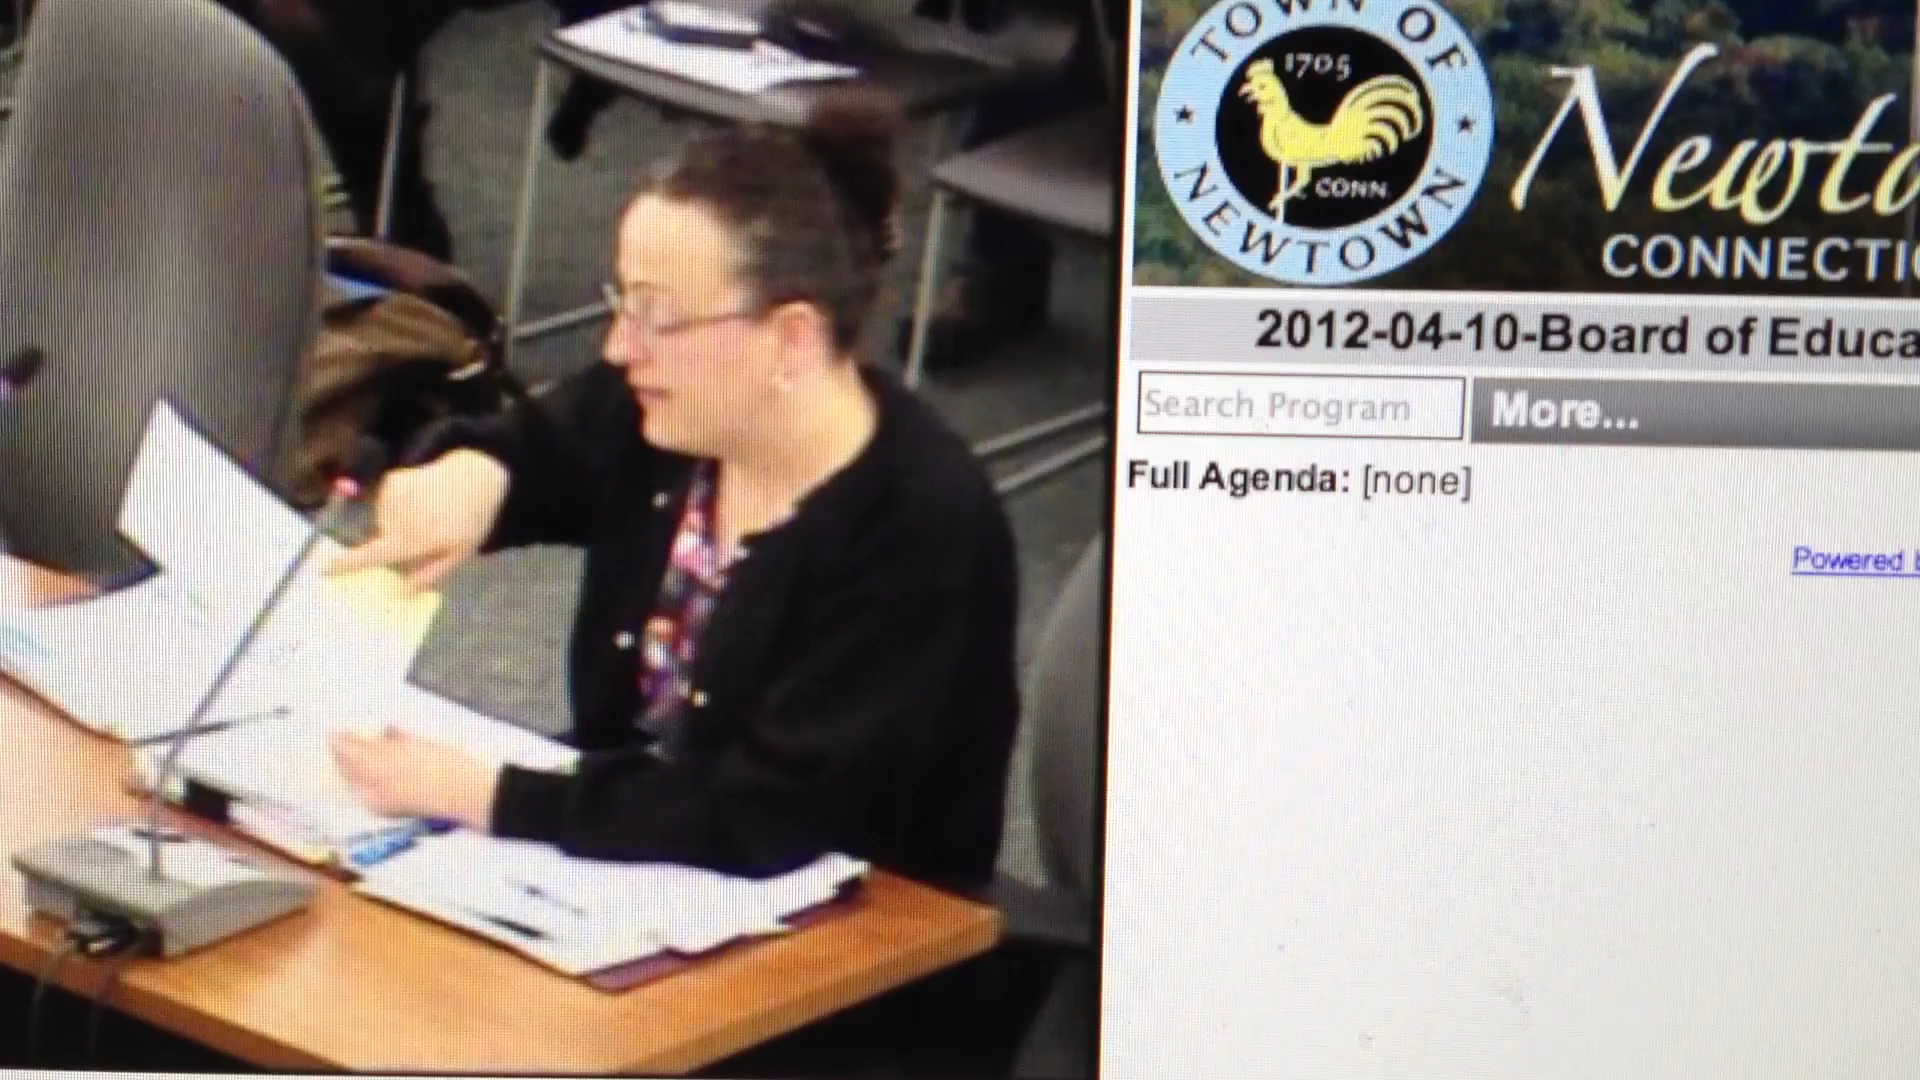 TOWN OF
1705
CONN.
NEWTOWN
CONNECTI
2012-04-10-Board of Educa
Search Program
More...
Full Agenda: [none]
Powered